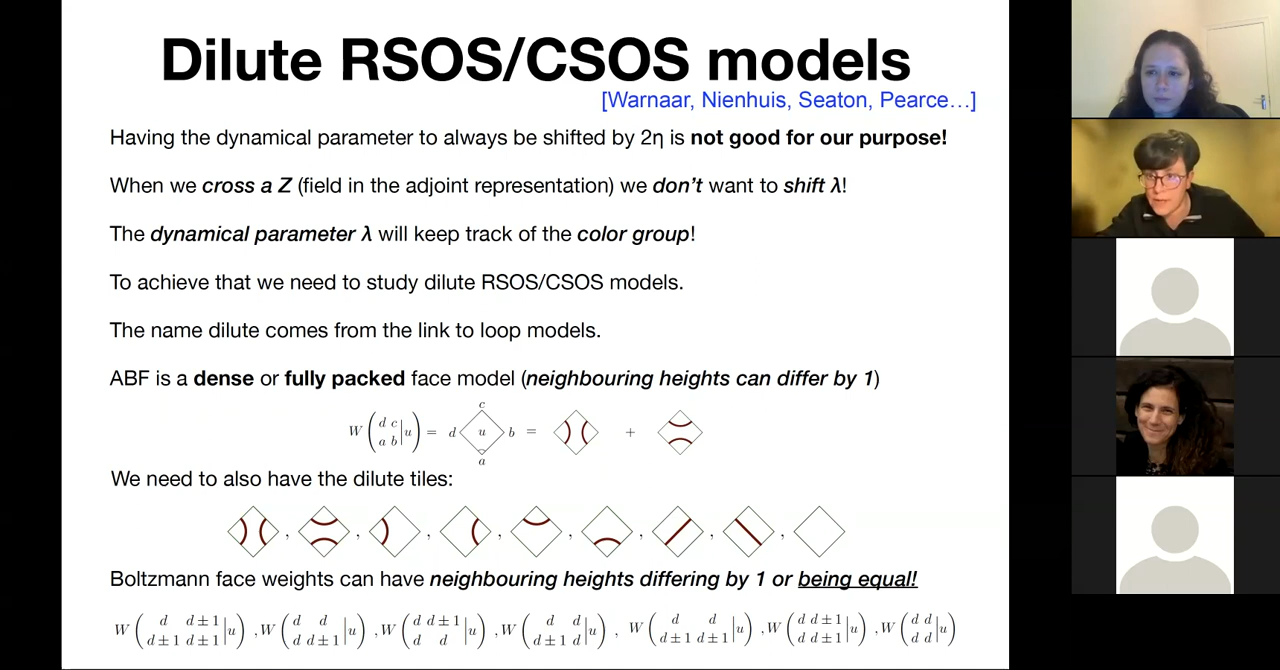 Dilute RSOS/CSOS models
[Warnaar, Nienhuis, Seaton, Pearce…]
Having the dynamical parameter to always be shifted by 2η is not good for our purpose!
When we cross a Z (field in the adjoint representation) we don't want to shift λ!
The dynamical parameter λ will keep track of the color group!
To achieve that we need to study dilute RSOS/CSOS models.
The name dilute comes from the link to loop models.
ABF is a dense or fully packed face model (neighbouring heights can differ by 1)
W ( d c / a b | u ) = d c u b a = +
We need to also have the dilute tiles:
, , , , , , , ,
Boltzmann face weights can have neighbouring heights differing by 1 or being equal!
W ( d d ± 1 / d ± 1 d ± 1 | u ) , W ( d d / d d ± 1 | u ) , W ( d d ± 1 / d d | u ) , W ( d d / d ± 1 d | u ) , W ( d d / d ± 1 d ± 1 | u ) , W ( d d ± 1 / d d ± 1 | u ) , W ( d d / d d | u )